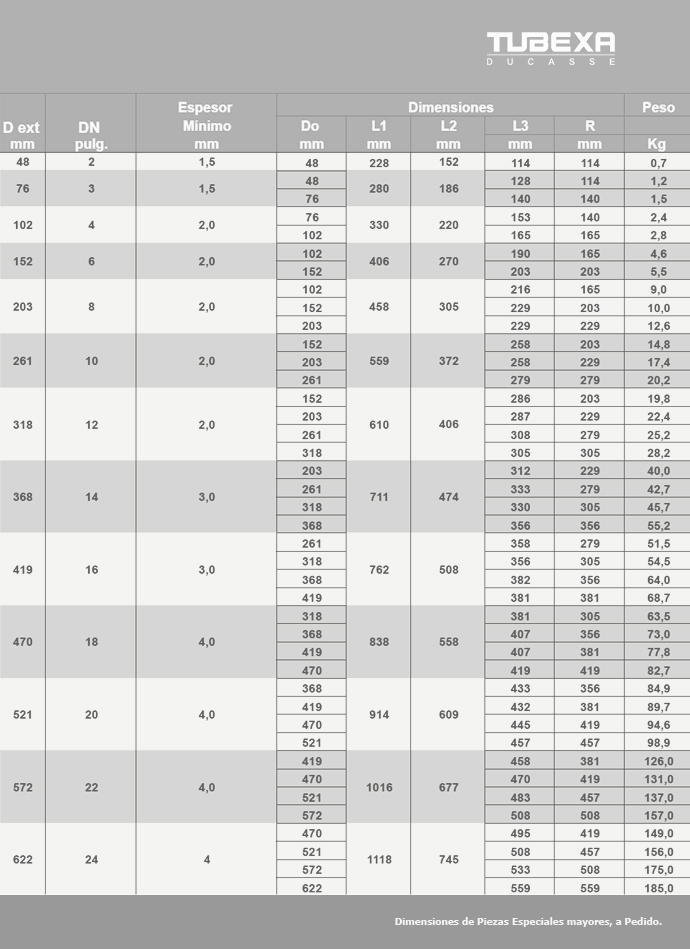 TUBEXA
DUCASSE
Espesor Dimensiones Peso
D ext DN Mínimo Do L1 L2 L3 R
mm pulg. mm mm mm mm mm mm Kg
48 2 1,5 48 228 152 114 114 0,7
48 128 114 1,2
76 3 1,5 280 186
76 140 140 1,5
76 153 140 2,4
102 4 2,0 330 220
102 165 165 2,8
102 190 165 4,6
152 6 2,0 406 270
152 203 203 5,5
102 216 165 9,0
203 8 2,0 152 458 305 229 203 10,0
203 229 229 12,6
152 258 203 14,8
261 10 2,0 203 559 372 258 229 17,4
261 279 279 20,2
152 286 203 19,8
203 287 229 22,4
318 12 2,0 610 406
261 308 279 25,2
318 305 305 28,2
203 312 229 40,0
261 333 279 42,7
368 14 3,0 711 474
318 330 305 45,7
368 356 356 55,2
261 358 279 51,5
318 356 305 54,5
419 16 3,0 762 508
368 382 356 64,0
419 381 381 68,7
318 381 305 63,5
368 407 356 73,0
470 18 4,0 838 558
419 407 381 77,8
470 419 419 82,7
368 433 356 84,9
419 432 381 89,7
521 20 4,0 914 609
470 445 419 94,6
521 457 457 98,9
419 458 381 126,0
470 470 419 131,0
572 22 4,0 1016 677
521 483 457 137,0
572 508 508 157,0
470 495 419 149,0
521 508 457 156,0
622 24 4 1118 745
572 533 508 175,0
622 559 559 185,0
Dimensiones de Piezas Especiales mayores, a Pedido.